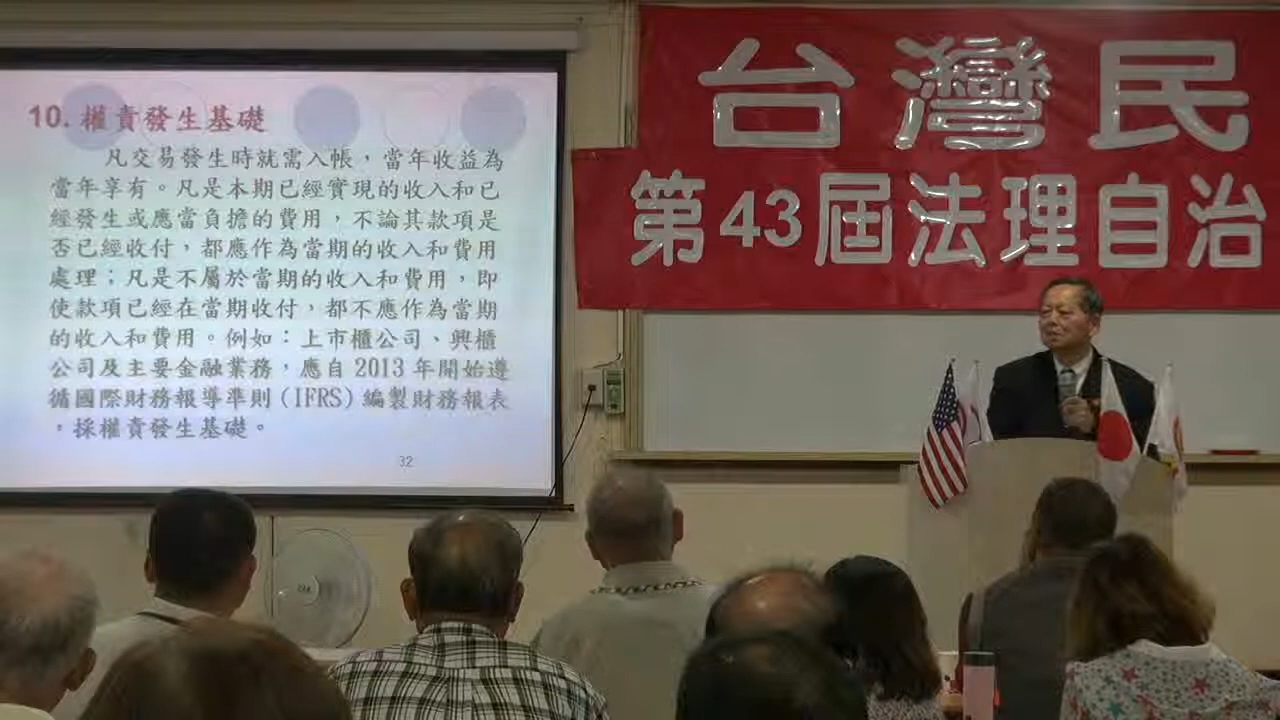 10. 權責發生基礎
凡交易發生時就需入帳，當年收益為
當年享有。凡是本期已經實現的收入和已
經發生或應當負擔的費用，不論其款項是
否已經收付，都應作為當期的收入和費用
處理；凡是不屬於當期的收入和費用，即
使款項已經在當期收付，都不應作為當期
的收入和費用。例如：上市櫃公司、興櫃
公司及主要金融業務，應自 2013 年開始遵
循國際財務報導準則(IFRS)編製財務報表
，採權責發生基礎。
32
台灣民
第43屆法理自治